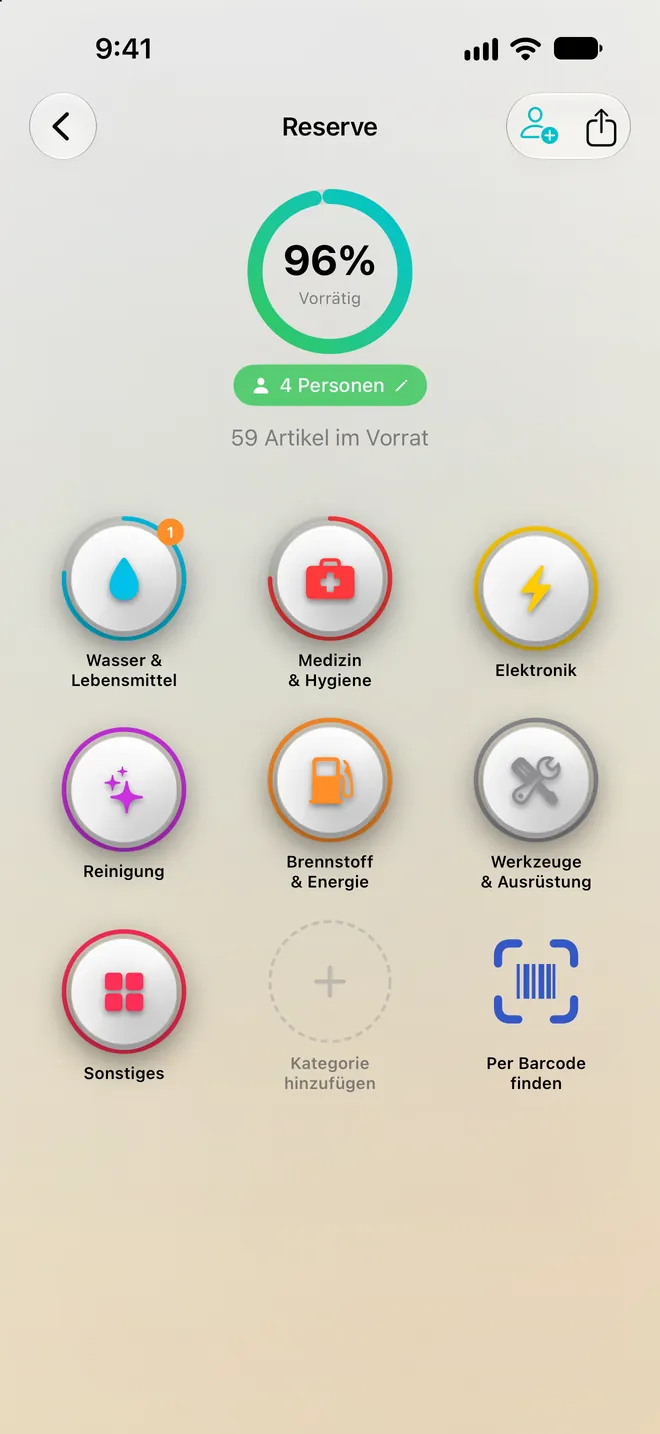 9:41
Reserve
96%
Vorrätig
4 Personen
59 Artikel im Vorrat
1
Wasser &
Lebensmittel
Medizin
& Hygiene
Elektronik
Reinigung
Brennstoff
& Energie
Werkzeuge
& Ausrüstung
Sonstiges
Kategorie
hinzufügen
Per Barcode
finden